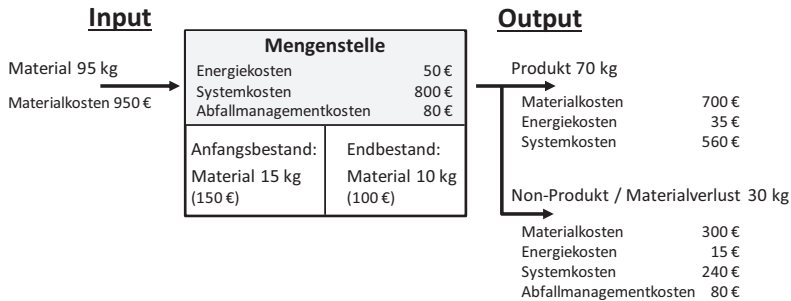 Input
Output
Mengenstelle
Energiekosten 50 €
Systemkosten 800 €
Abfallmanagementkosten 80 €
Material 95 kg
Materialkosten 950 €
Anfangsbestand:
Material 15 kg
(150 €)
Endbestand:
Material 10 kg
(100 €)
Produkt 70 kg
Materialkosten 700 €
Energiekosten 35 €
Systemkosten 560 €
Non-Produkt / Materialverlust 30 kg
Materialkosten 300 €
Energiekosten 15 €
Systemkosten 240 €
Abfallmanagementkosten 80 €